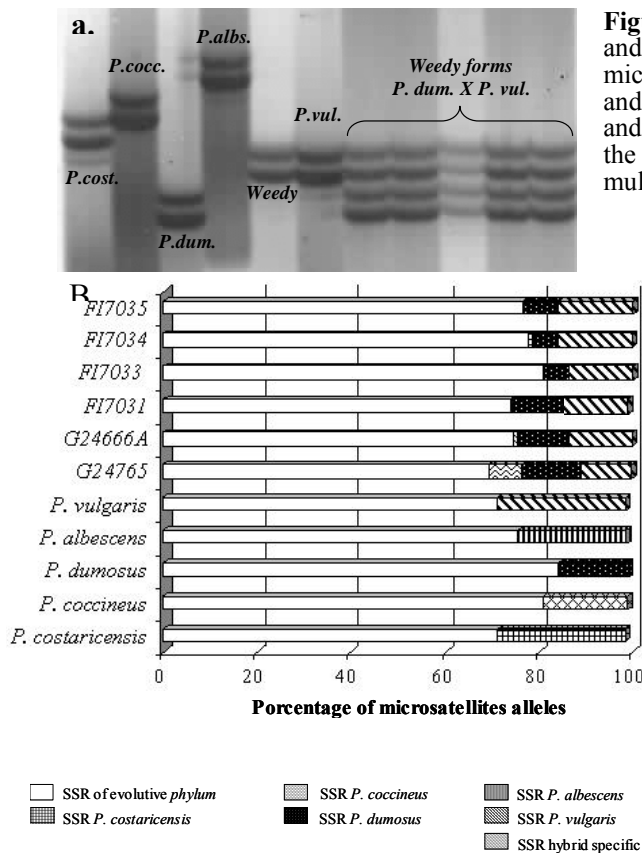 a.
P.albs.
P.cocc.
Weedy forms
P. dum. X P. vul.
P.vul.
P.cost.
Weedy
P.dum.
Fig
and
mic
and
and
the
mul
B
FI7035
FI7034
FI7033
FI7031
G24666A
G24765
P. vulgaris
P. albescens
P. dumosus
P. coccineus
P. costaricensis
0 20 40 60 80 100
Porcentage of microsatellites alleles
SSR of evolutive phylum SSR P. coccineus SSR P. albescens
SSR P. costaricensis SSR P. dumosus SSR P. vulgaris
SSR hybrid specific